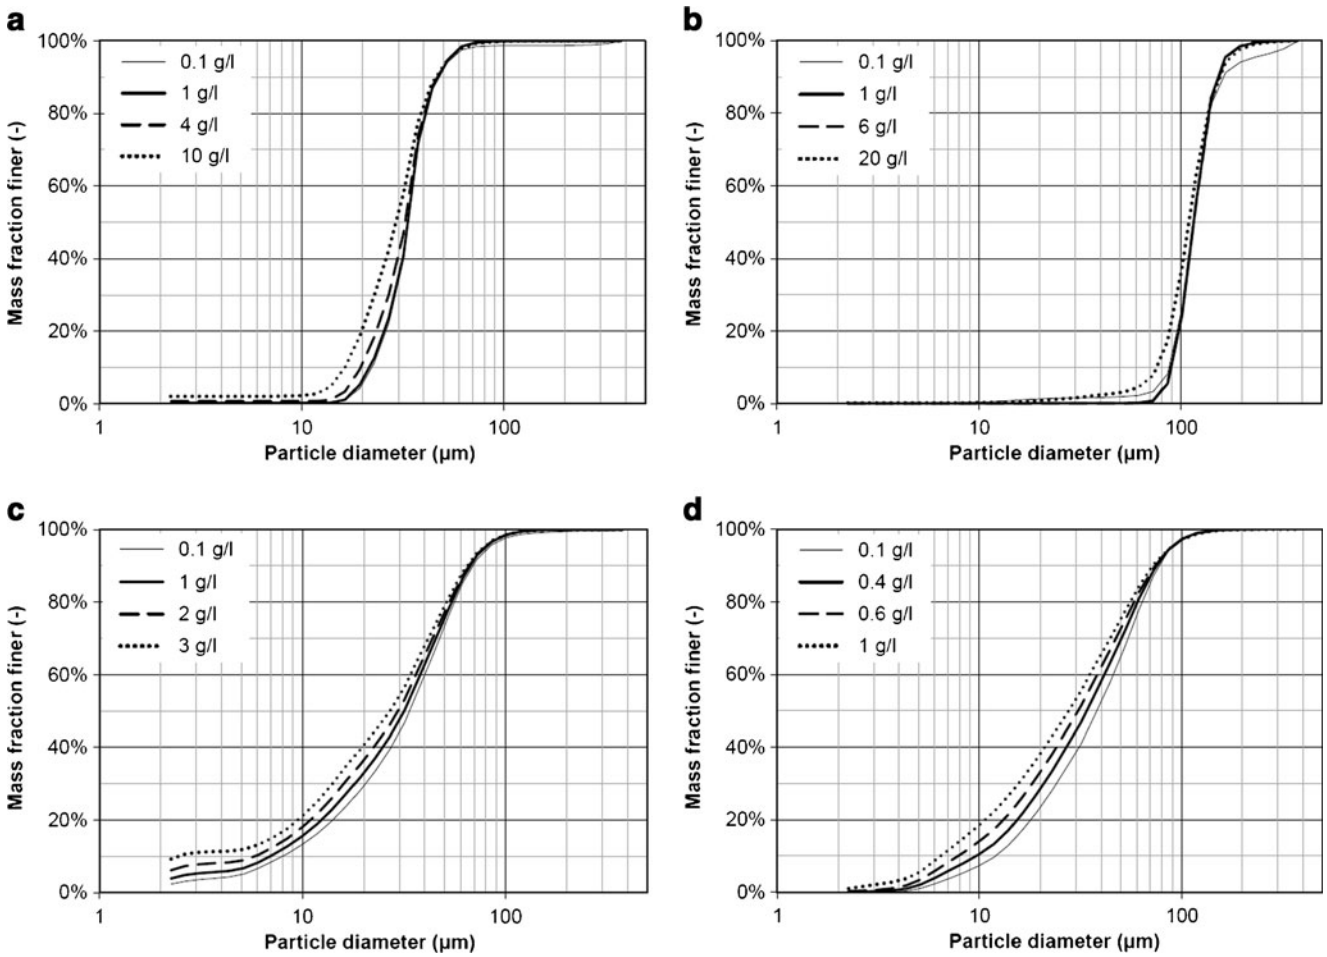 a
100%
80%
60%
40%
20%
0%
Mass fraction finer (-)
0.1 g/l
1 g/l
4 g/l
10 g/l
1
10
100
Particle diameter (µm)
b
100%
80%
60%
40%
20%
0%
Mass fraction finer (-)
0.1 g/l
1 g/l
6 g/l
20 g/l
1
10
100
Particle diameter (µm)
c
100%
80%
60%
40%
20%
0%
Mass fraction finer (-)
0.1 g/l
1 g/l
2 g/l
3 g/l
1
10
100
Particle diameter (µm)
d
100%
80%
60%
40%
20%
0%
Mass fraction finer (-)
0.1 g/l
0.4 g/l
0.6 g/l
1 g/l
1
10
100
Particle diameter (µm)